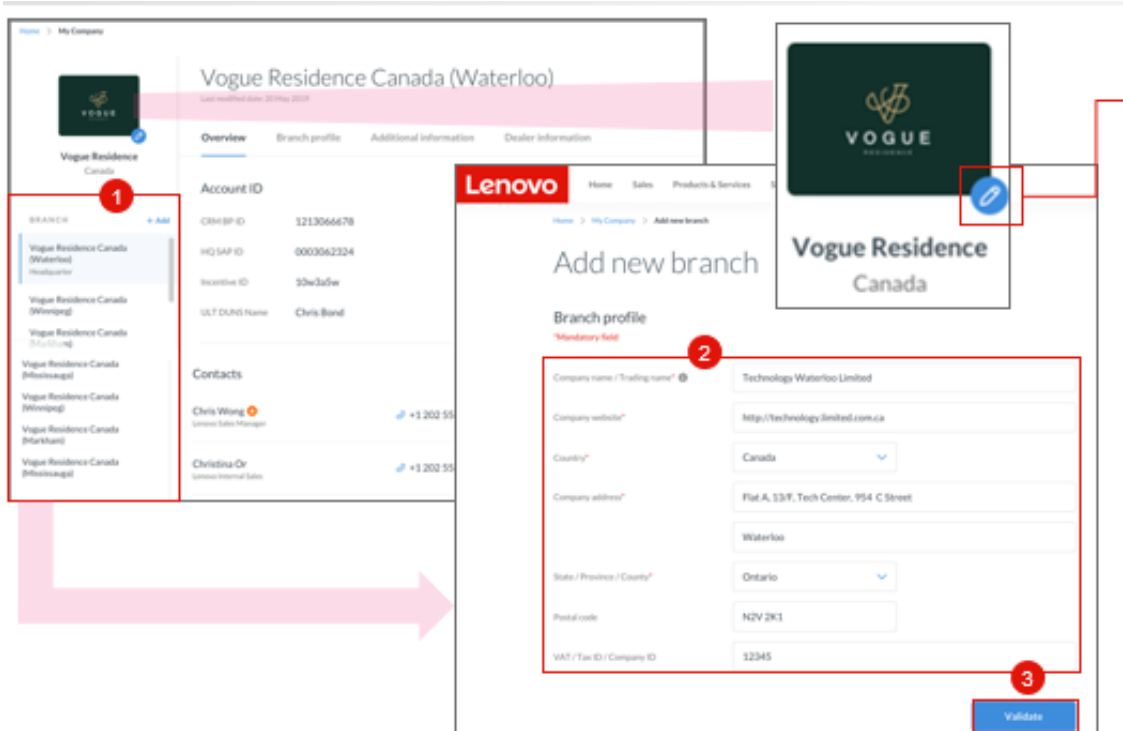 Home > My Company
VOGUE
Vogue Residence
Canada
1
BRANCH + Add
Vogue Residence Canada
(Waterloo)
Headquarter
Vogue Residence Canada
(Winnipeg)
Vogue Residence Canada
(Markham)
Vogue Residence Canada
(Mississauga)
Vogue Residence Canada
(Winnipeg)
Vogue Residence Canada
(Markham)
Vogue Residence Canada
(Mississauga)
Vogue Residence Canada (Waterloo)
Last modified date: 20 May 2019
Overview Branch profile Additional information Dealer information
Account ID
CRM BP ID 1213066678
HQ SAP ID 0003062324
Incentive ID 10w3a5w
ULT DUNS Name Chris Bond
Contacts
Chris Wong +1 202 55
Lenovo Sales Manager
Christina Or +1 202 55
Lenovo Internal Sales
VOGUE
RESIDENCE
Vogue Residence
Canada
Lenovo Home Sales Products & Services S
Home > My Company > Add new branch
Add new branch
Branch profile
*Mandatory field
2
Company name / Trading name* Technology Waterloo Limited
Company website* http://technology.limited.com.ca
Country* Canada
Company address* Flat A, 13/F, Tech Center, 954 C Street
Waterloo
State / Province / County* Ontario
Postal code N2V 2K1
VAT / Tax ID / Company ID 12345
3
Validate